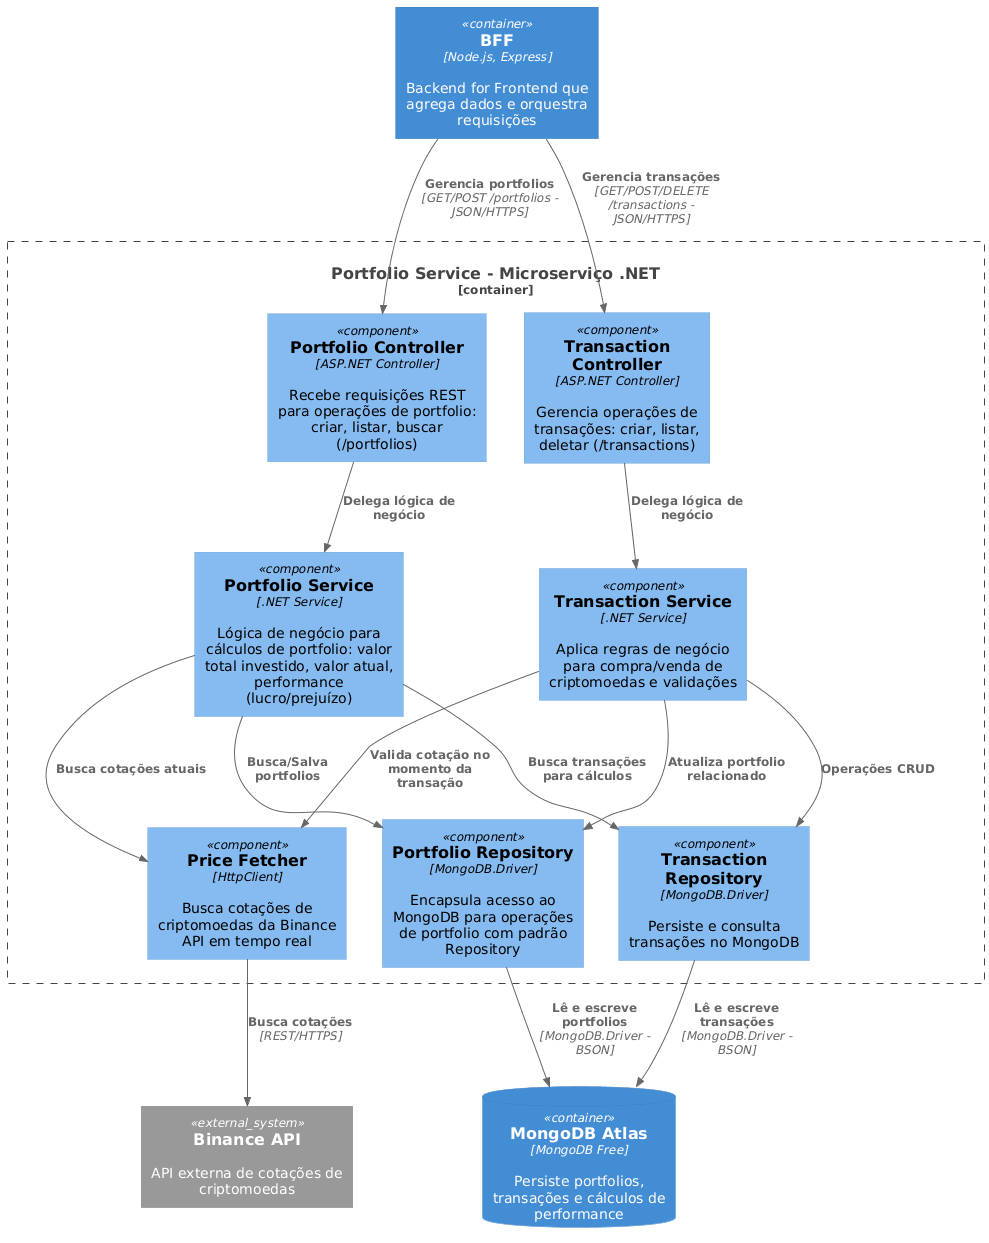 «container»
BFF
[Node.js, Express]
Backend for Frontend que
agrega dados e orquestra
requisições
Gerencia portfolios
[GET/POST /portfolios -
JSON/HTTPS]
Gerencia transações
[GET/POST/DELETE
/transactions -
JSON/HTTPS]
Portfolio Service - Microserviço .NET
[container]
«component»
Portfolio Controller
[ASP.NET Controller]
Recebe requisições REST
para operações de portfolio:
criar, listar, buscar
(/portfolios)
«component»
Transaction
Controller
[ASP.NET Controller]
Gerencia operações de
transações: criar, listar,
deletar (/transactions)
Delega lógica de
negócio
Delega lógica de
negócio
«component»
Portfolio Service
[.NET Service]
Lógica de negócio para
cálculos de portfolio: valor
total investido, valor atual,
performance
(lucro/prejuízo)
«component»
Transaction Service
[.NET Service]
Aplica regras de negócio
para compra/venda de
criptomoedas e validações
Busca cotações atuais
Busca/Salva
portfolios
Valida cotação no
momento da
transação
Busca transações
para cálculos
Atualiza portfolio
relacionado
Operações CRUD
«component»
Price Fetcher
[HttpClient]
Busca cotações de
criptomoedas da Binance
API em tempo real
«component»
Portfolio Repository
[MongoDB.Driver]
Encapsula acesso ao
MongoDB para operações
de portfolio com padrão
Repository
«component»
Transaction
Repository
[MongoDB.Driver]
Persiste e consulta
transações no MongoDB
Busca cotações
[REST/HTTPS]
Lê e escreve
portfolios
[MongoDB.Driver -
BSON]
Lê e escreve
transações
[MongoDB.Driver -
BSON]
«external_system»
Binance API
API externa de cotações de
criptomoedas
«container»
MongoDB Atlas
[MongoDB Free]
Persiste portfolios,
transações e cálculos de
performance